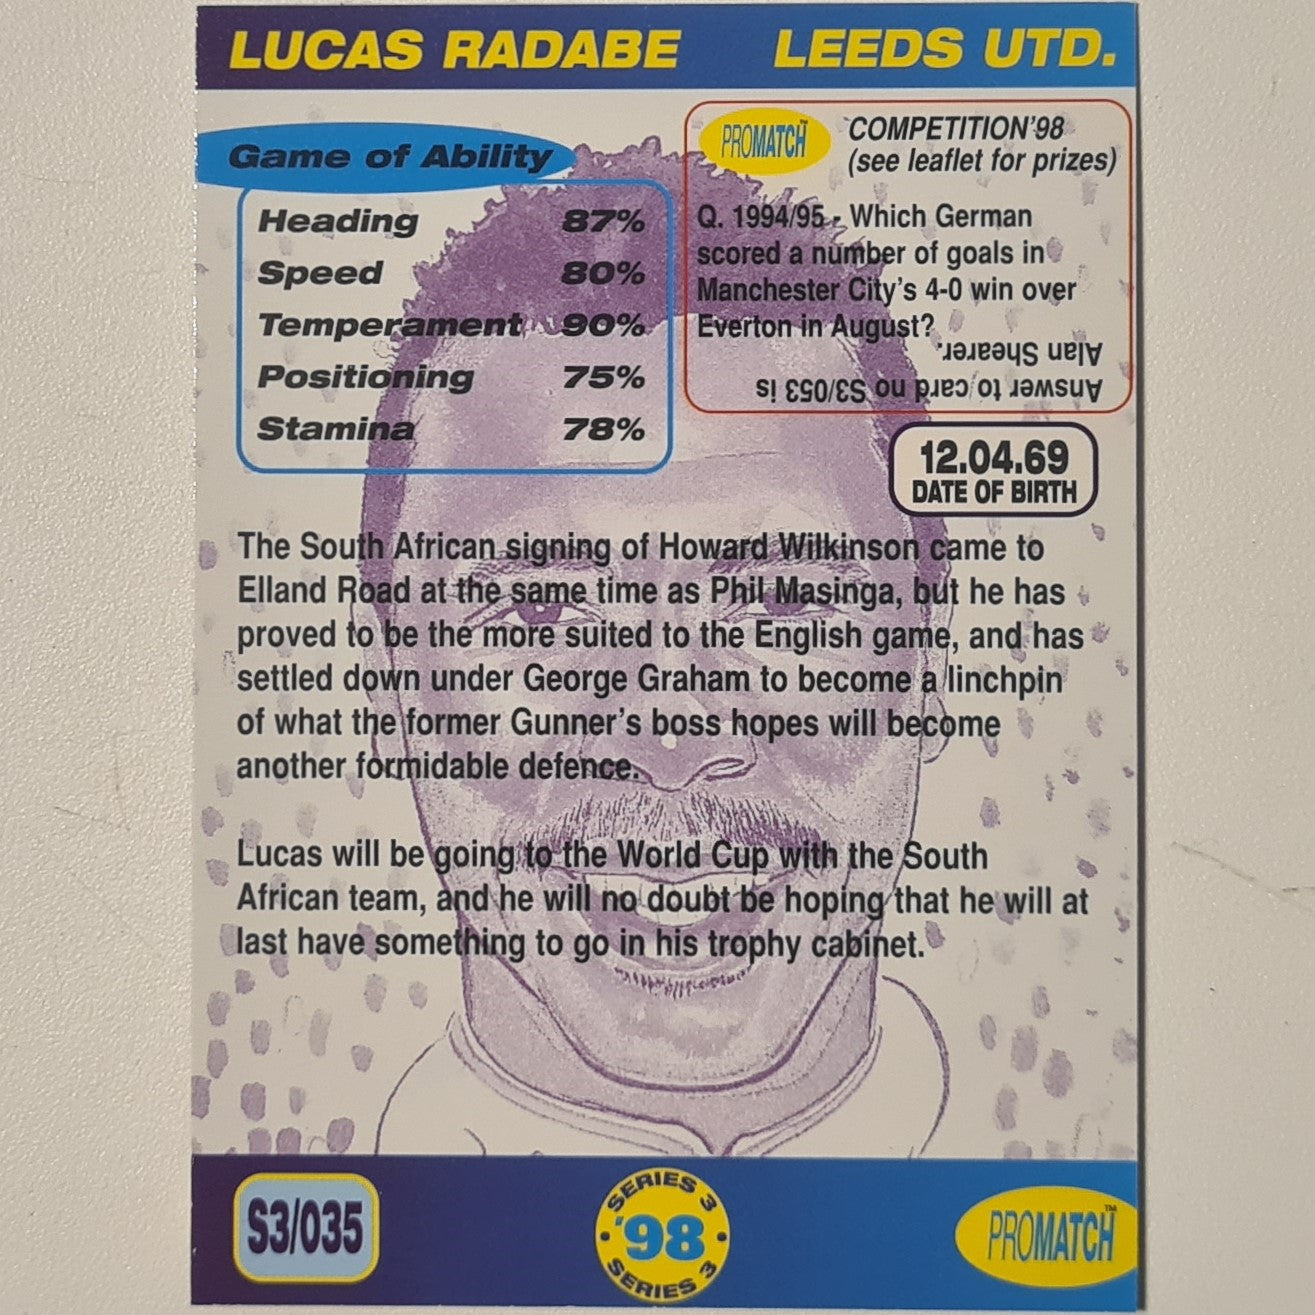 LUCAS RADABE LEEDS UTD.
Game of Ability
Heading 87%
Speed 80%
Temperament 90%
Positioning 75%
Stamina 78%
PROMATCH™ COMPETITION'98
(see leaflet for prizes)
Q. 1994/95 - Which German
scored a number of goals in
Manchester City's 4-0 win over
Everton in August?
Answer to card no S3/053 is
Alan Shearer.
12.04.69
DATE OF BIRTH
The South African signing of Howard Wilkinson came to
Elland Road at the same time as Phil Masinga, but he has
proved to be the more suited to the English game, and has
settled down under George Graham to become a linchpin
of what the former Gunner's boss hopes will become
another formidable defence.
Lucas will be going to the World Cup with the South
African team, and he will no doubt be hoping that he will at
last have something to go in his trophy cabinet.
S3/035
SERIES 3
'98
SERIES 3
PROMATCH™